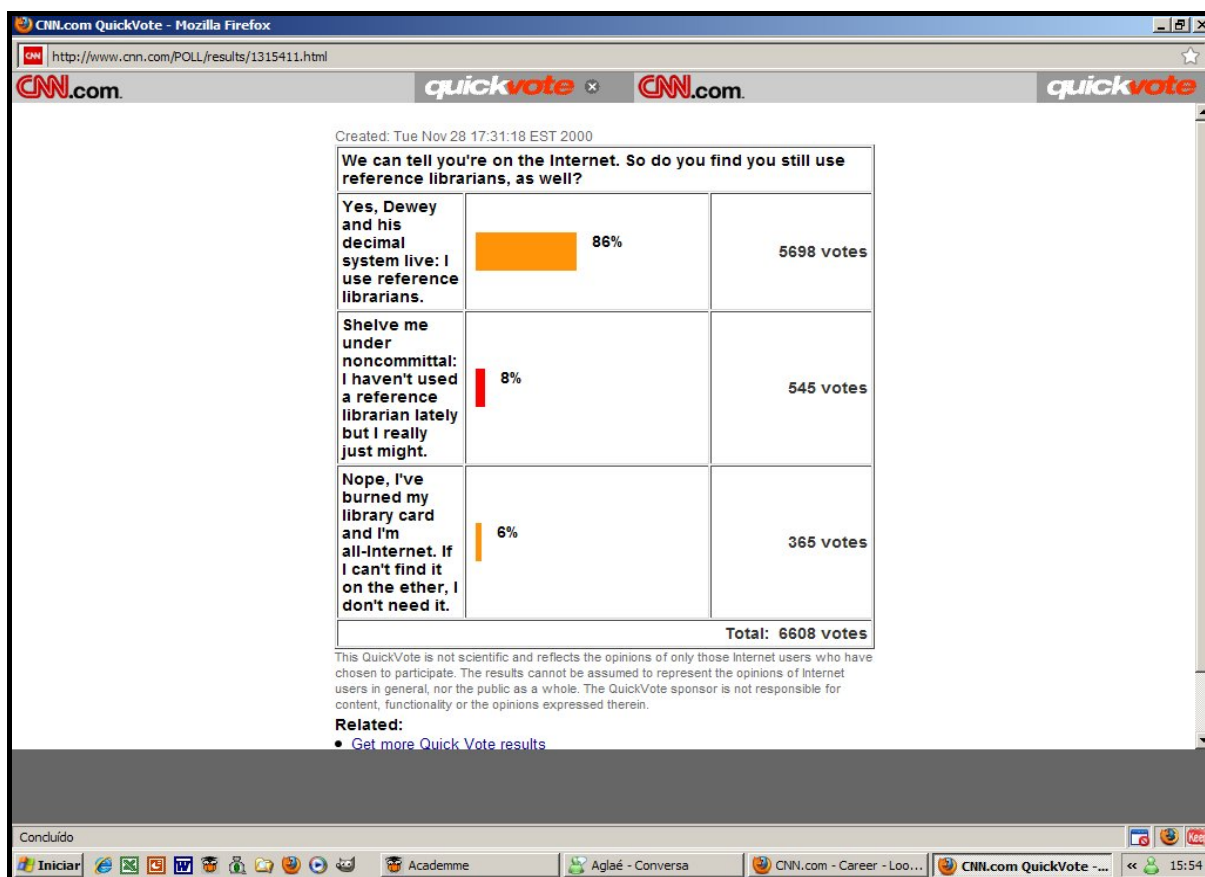 CNN.com QuickVote - Mozilla Firefox
CNN http://www.cnn.com/POLL/results/1315411.html
CNN.com. quickvote CNN.com. quickvote
Created: Tue Nov 28 17:31:18 EST 2000
We can tell you're on the Internet. So do you find you still use
reference librarians, as well?
Yes, Dewey
and his
decimal
system live: I
use reference
librarians.
86%
5698 votes
Shelve me
under
noncommittal:
I haven't used
a reference
librarian lately
but I really
just might.
8%
545 votes
Nope, I've
burned my
library card
and I'm
all-Internet. If
I can't find it
on the ether, I
don't need it.
6%
365 votes
Total: 6608 votes
This QuickVote is not scientific and reflects the opinions of only those Internet users who have
chosen to participate. The results cannot be assumed to represent the opinions of Internet
users in general, nor the public as a whole. The QuickVote sponsor is not responsible for
content, functionality or the opinions expressed therein.
Related:
• Get more Quick Vote results
Concluído
Iniciar Academme Aglaé - Conversa CNN.com - Career - Loo... CNN.com QuickVote -... « 15:54